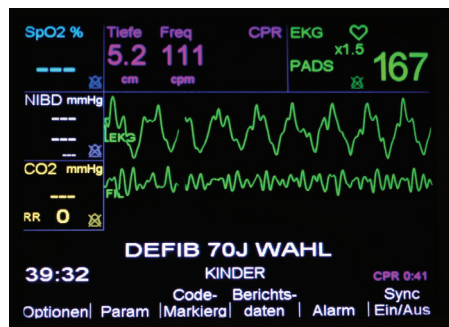 SpO2 %
---
Tiefe Freq CPR
5.2 111
cm cpm
EKG
x1.5
PADS
167
NIBD mmHg
---
---
---
EKG
CO2 mmHg
---
RR 0
FIL
DEFIB 70J WAHL
39:32
KINDER
CPR 0:41
Optionen
Param
Code-
Markierg
Berichts-
daten
Alarm
Sync
Ein/Aus